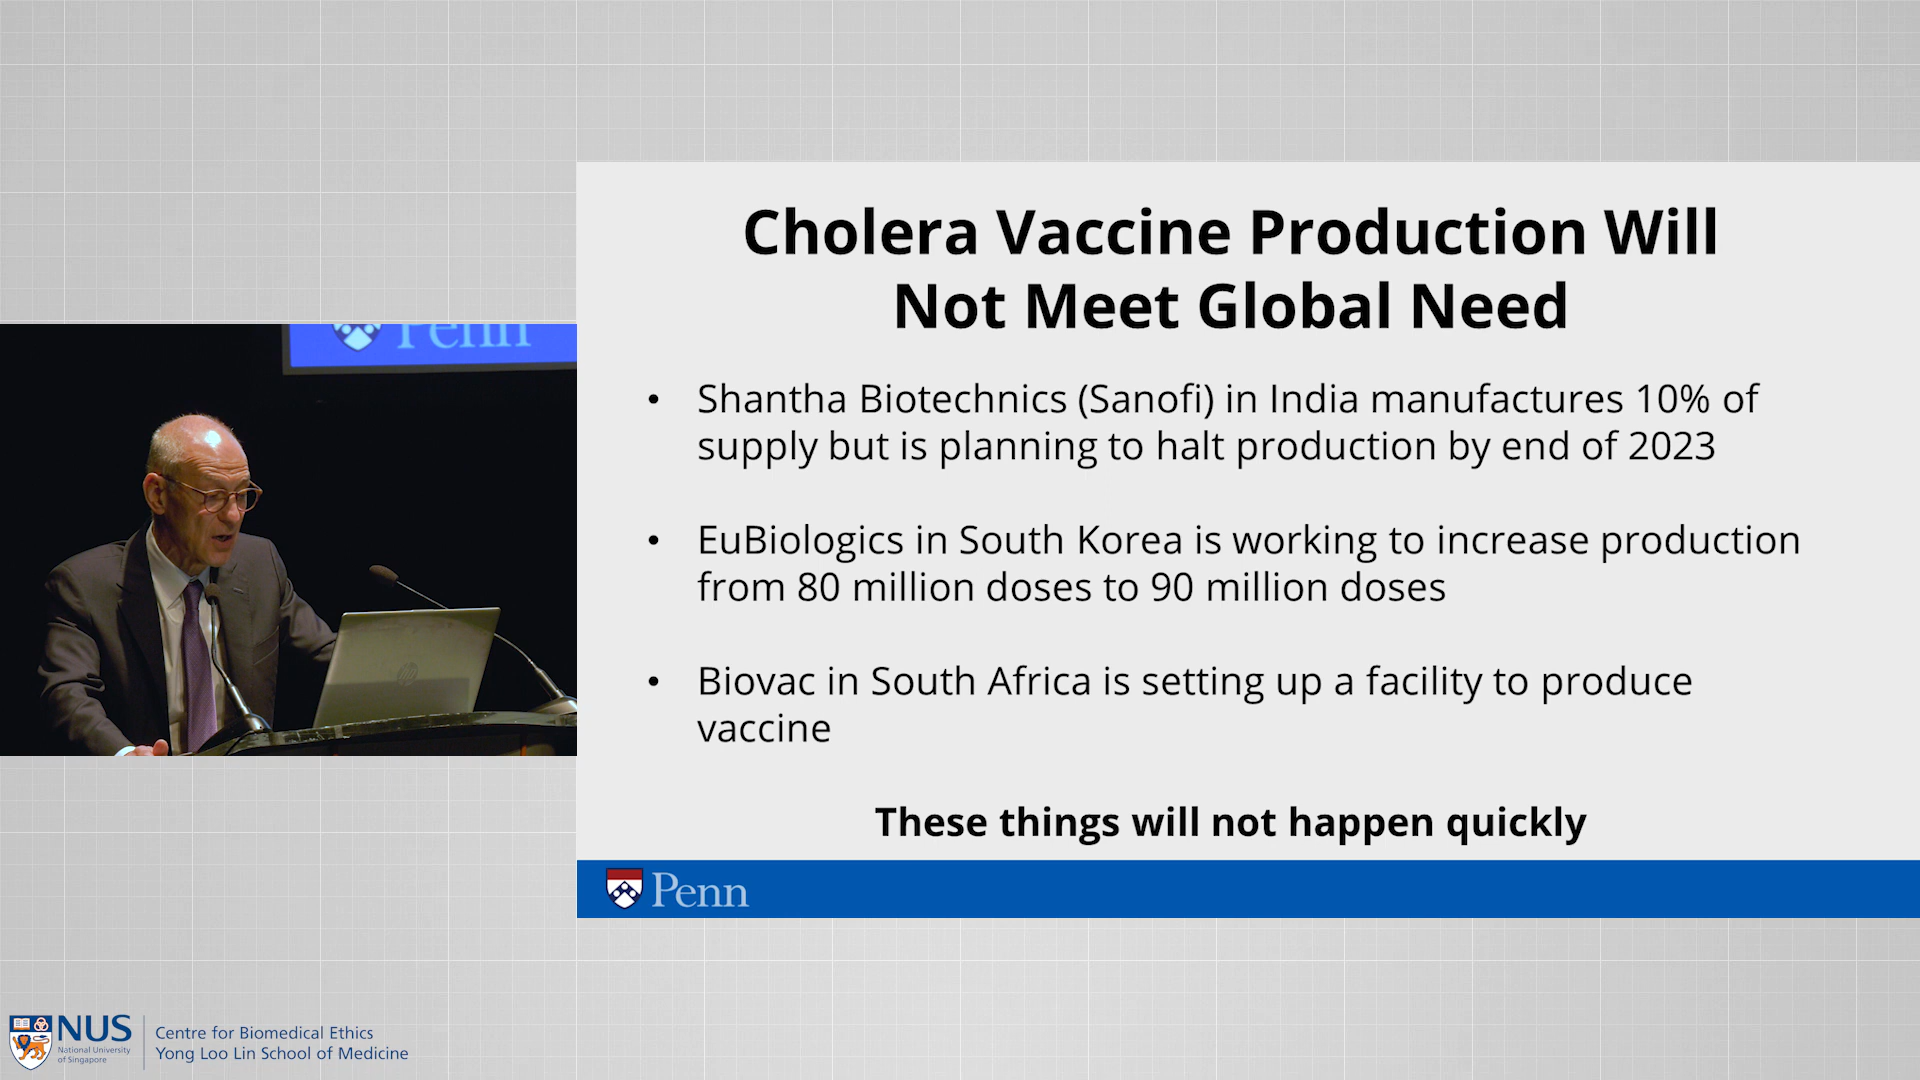 Penn
Cholera Vaccine Production Will
Not Meet Global Need
• Shantha Biotechnics (Sanofi) in India manufactures 10% of
supply but is planning to halt production by end of 2023
• EuBiologics in South Korea is working to increase production
from 80 million doses to 90 million doses
• Biovac in South Africa is setting up a facility to produce
vaccine
These things will not happen quickly
Penn
NUS
National University
of Singapore
Centre for Biomedical Ethics
Yong Loo Lin School of Medicine